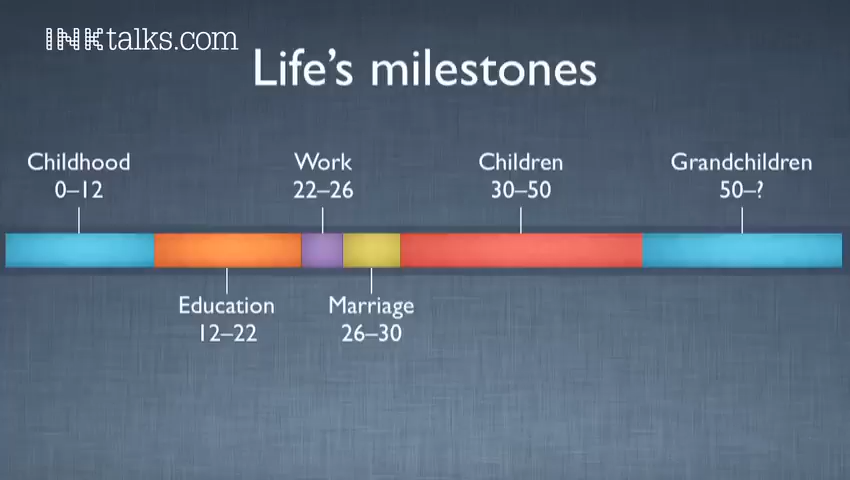 INKtalks.com
Life's milestones
Childhood
0–12
Work
22–26
Children
30–50
Grandchildren
50–?
Education
12–22
Marriage
26–30